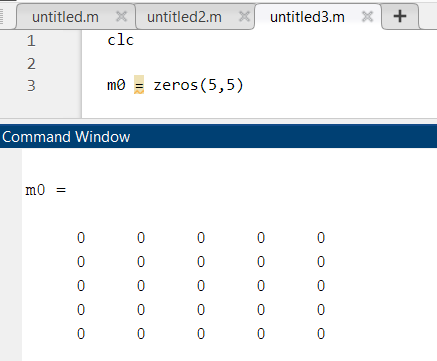 untitled.m untitled2.m untitled3.m
1 clc
2
3 m0 = zeros(5,5)
Command Window
m0 =
0 0 0 0 0
0 0 0 0 0
0 0 0 0 0
0 0 0 0 0
0 0 0 0 0